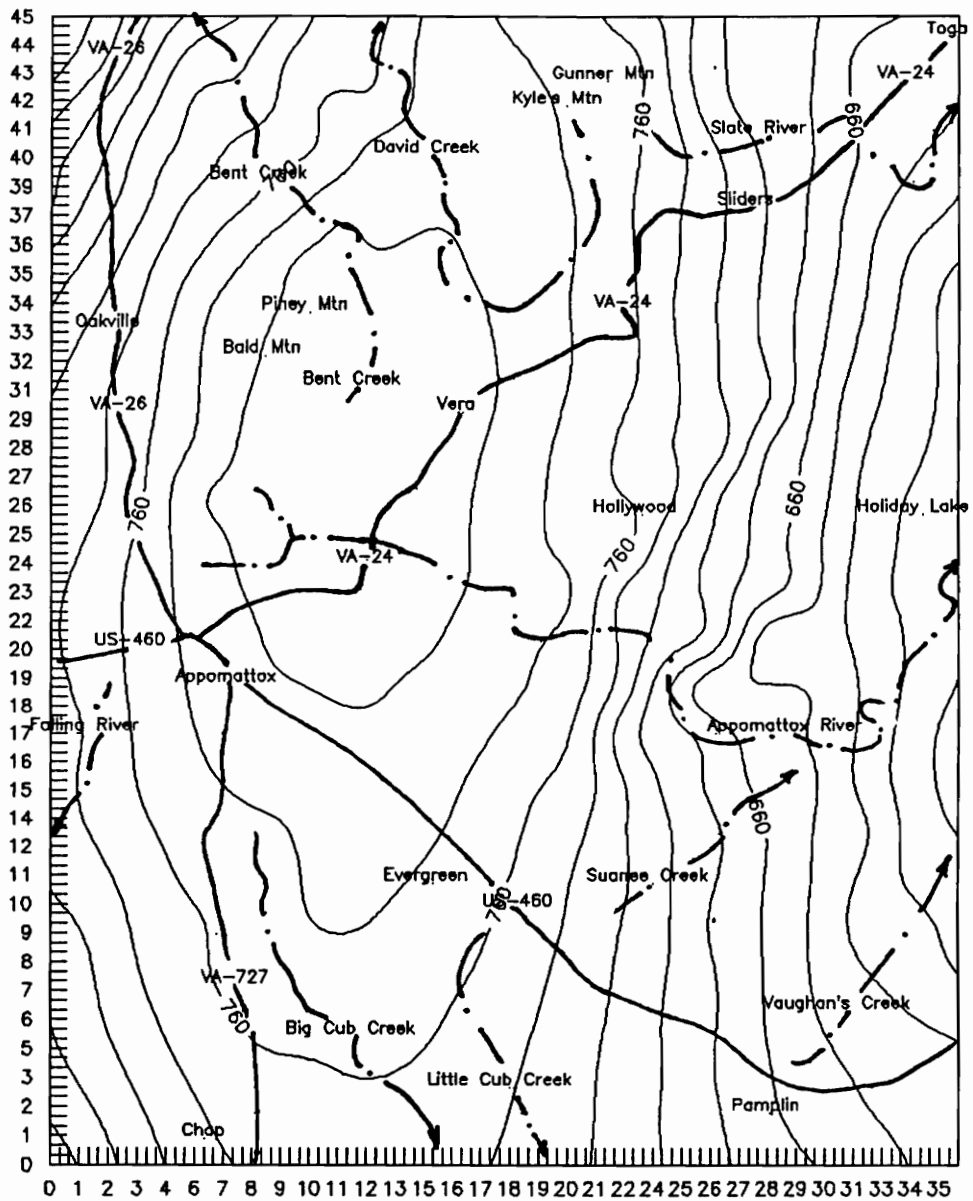 45
44
43
42
41
40
39
37
36
35
34
33
32
31
29
28
27
26
25
24
23
22
20
19
18
17
16
15
13
12
11
10
9
8
7
6
5
3
2
1
0
Toga
VA-26
VA-24
Gunner Mtn
Kyle's Mtn
760
660
Slate River
David Creek
Bent Creek
760
Sliders
Piney Mtn
VA-24
Oakville
Bald Mtn
Bent Creek
VA-26
Vera
760
660
Hollywood
Holiday Lake
760
VA-24
US-460
Appomattox
Falling River
Appomattox River
660
Evergreen
Suanee Creek
US-460
760
VA-727
Vaughan's Creek
760
Big Cub Creek
Little Cub Creek
Pamplin
Chap
0 1 2 3 4 5 7 8 9 10 11 12 13 15 16 17 19 20 21 22 23 24 25 26 28 29 30 31 32 33 34 35